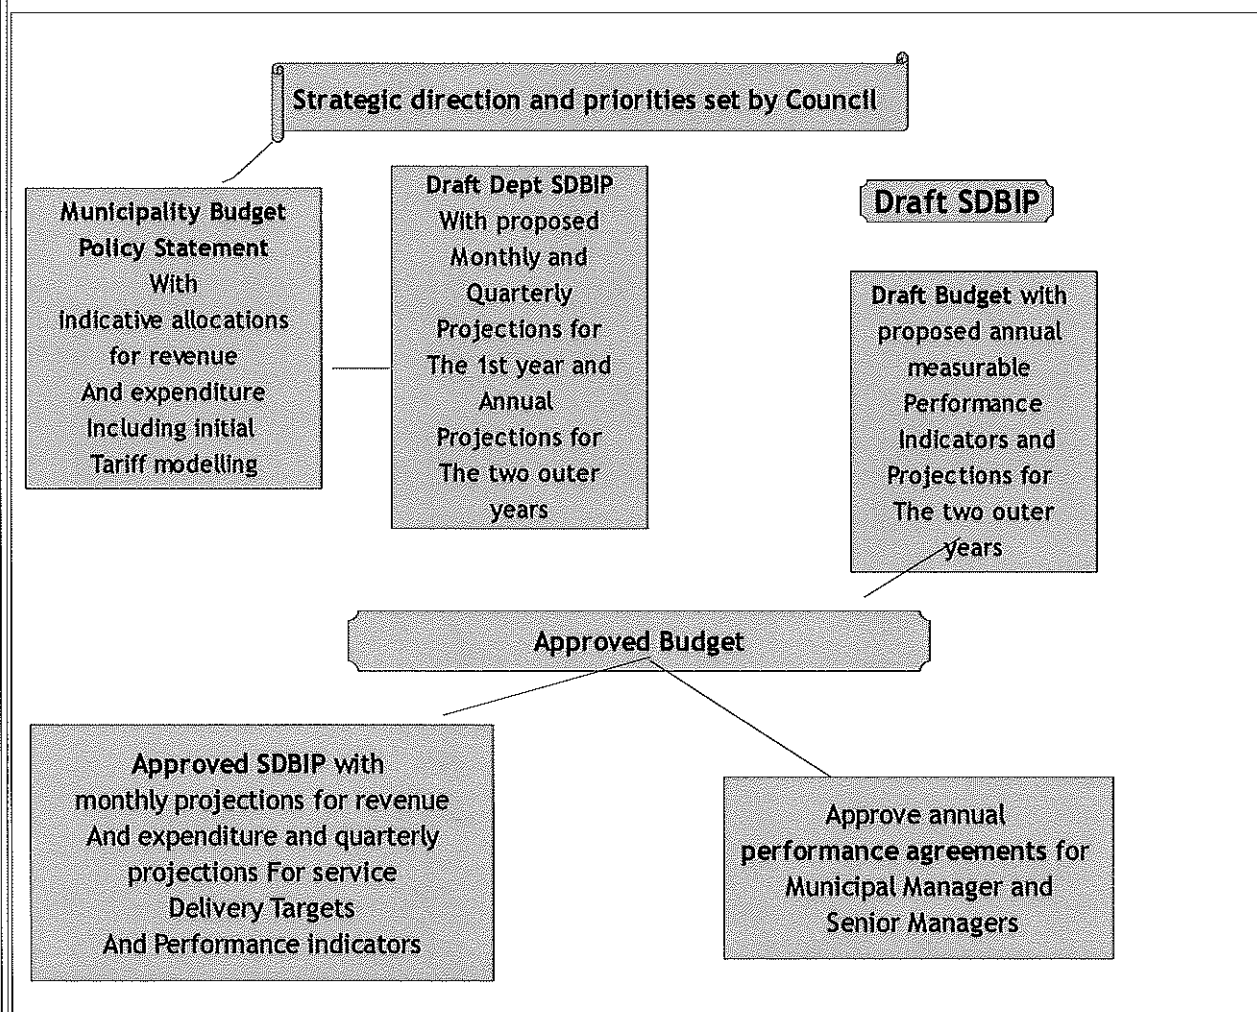 Strategic direction and priorities set by Council
Municipality Budget
Policy Statement
With
indicative allocations
for revenue
And expenditure
Including initial
Tariff modelling
Draft Dept SDBIP
With proposed
Monthly and
Quarterly
Projections for
The 1st year and
Annual
Projections for
The two outer
years
Draft SDBIP
Draft Budget with
proposed annual
measurable
Performance
Indicators and
Projections for
The two outer
years
Approved Budget
Approved SDBIP with
monthly projections for revenue
And expenditure and quarterly
projections For service
Delivery Targets
And Performance indicators
Approve annual
performance agreements for
Municipal Manager and
Senior Managers